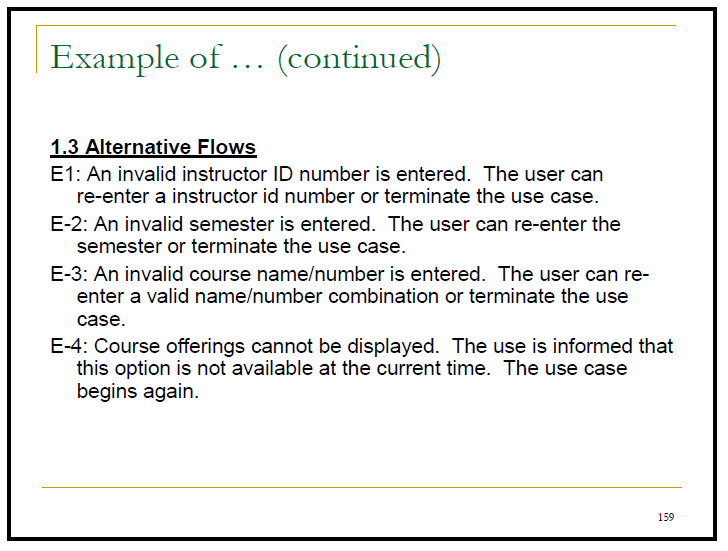 Example of … (continued)
1.3 Alternative Flows
E1: An invalid instructor ID number is entered.  The user can
re-enter a instructor id number or terminate the use case.
E-2: An invalid semester is entered.  The user can re-enter the
semester or terminate the use case.
E-3: An invalid course name/number is entered.  The user can re-
enter a valid name/number combination or terminate the use
case.
E-4: Course offerings cannot be displayed.  The use is informed that
this option is not available at the current time.  The use case
begins again.
159